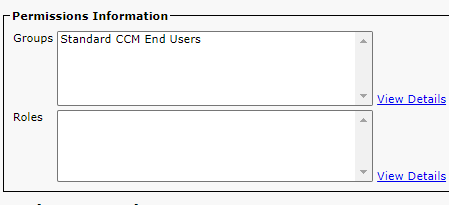 Permissions Information
Groups
Standard CCM End Users
View Details
Roles
View Details